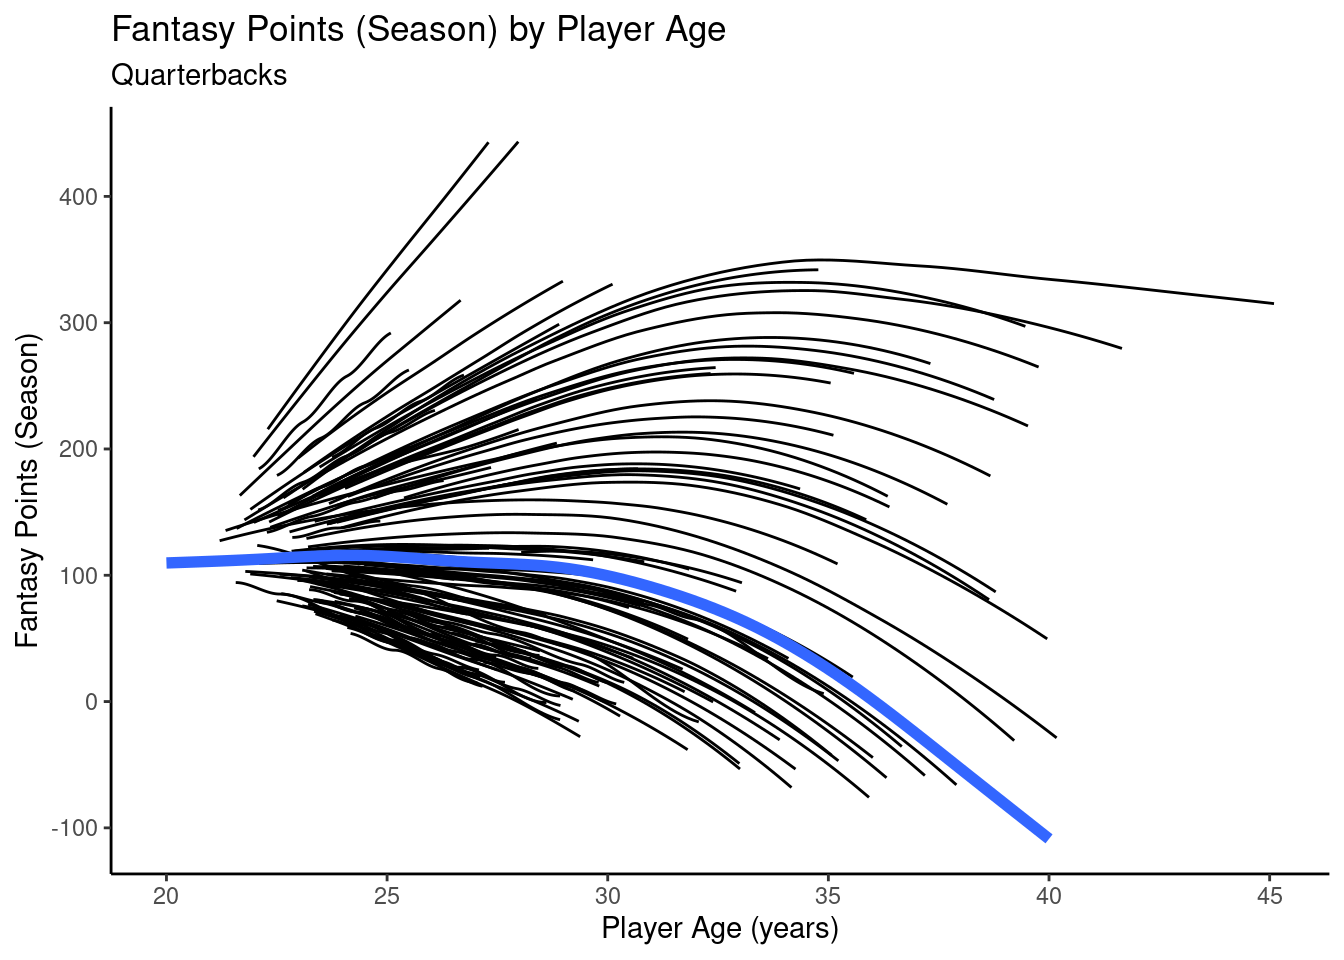 Fantasy Points (Season) by Player Age
Quarterbacks
Fantasy Points (Season)
400
300
200
100
0
-100
20 25 30 35 40 45
Player Age (years)